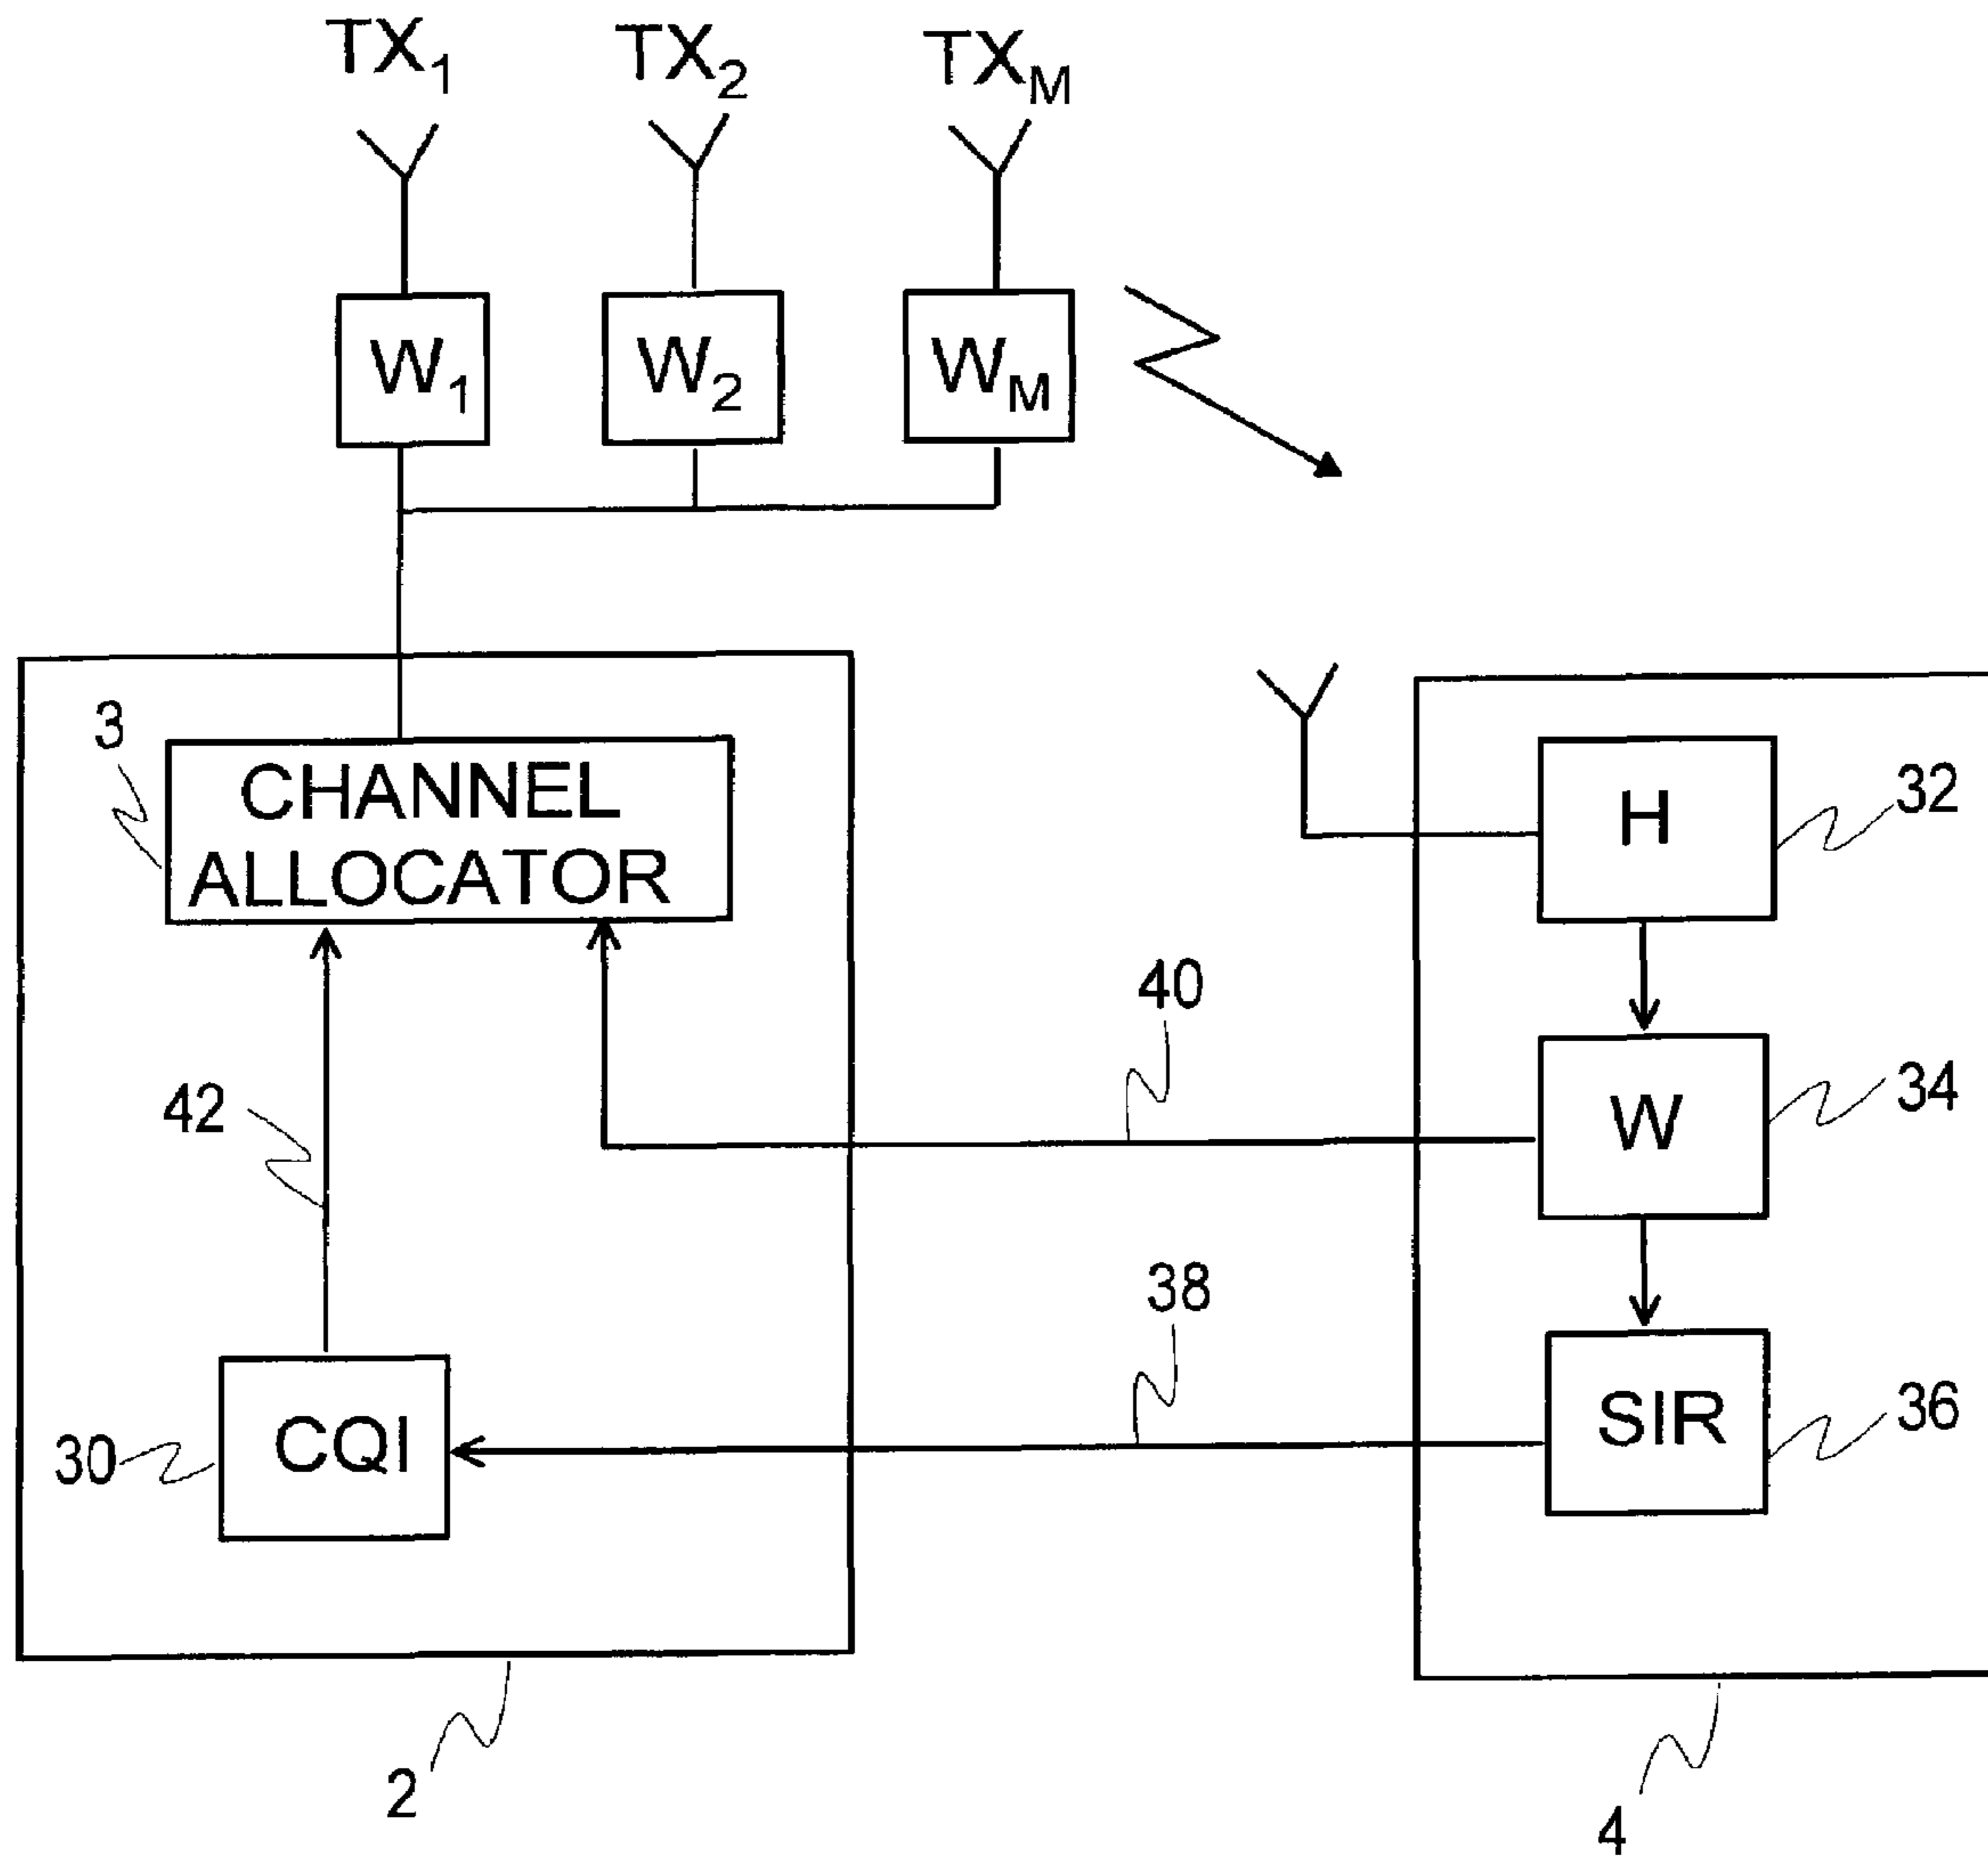 TX1 TX2 TXM
W1 W2 WM
3
CHANNEL
ALLOCATOR
H
32
40
42
W
34
38
CQI
30
SIR
36
2
4